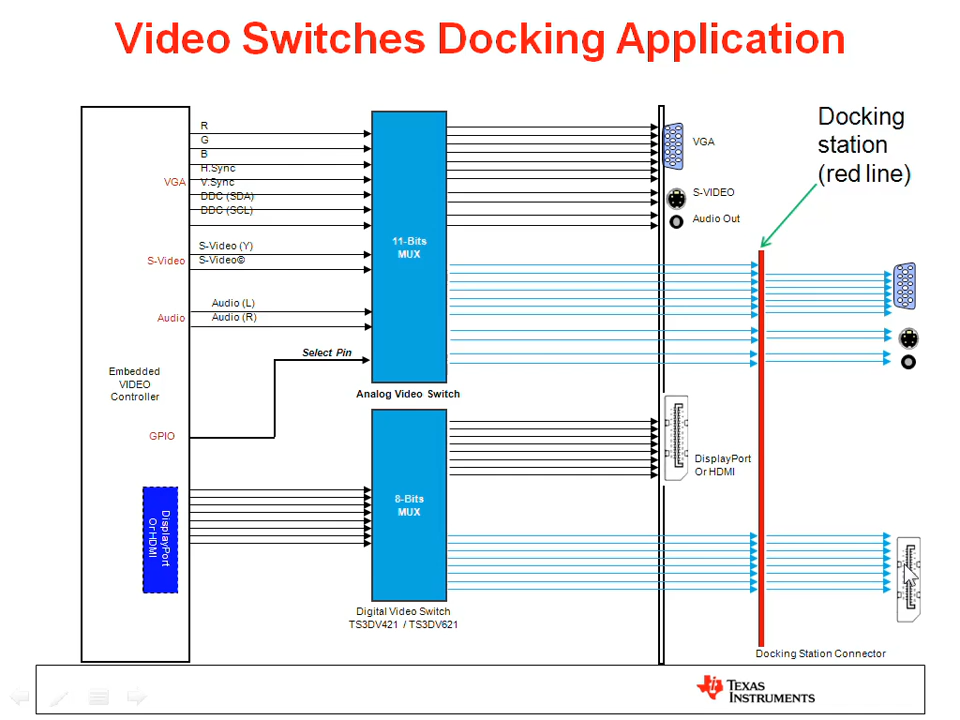 Video Switches Docking Application
Docking
station
(red line)
R
G
B
H.Sync
V.Sync
DDC (SDA)
DDC (SCL)
VGA
S-Video (Y)
S-Video©
S-Video
Audio (L)
Audio (R)
Audio
Select Pin
Embedded
VIDEO
Controller
GPIO
DisplayPort
Or HDMI
11-Bits
MUX
Analog Video Switch
8-Bits
MUX
Digital Video Switch
TS3DV421 / TS3DV621
VGA
S-VIDEO
Audio Out
DisplayPort
Or HDMI
Docking Station Connector
TEXAS
INSTRUMENTS